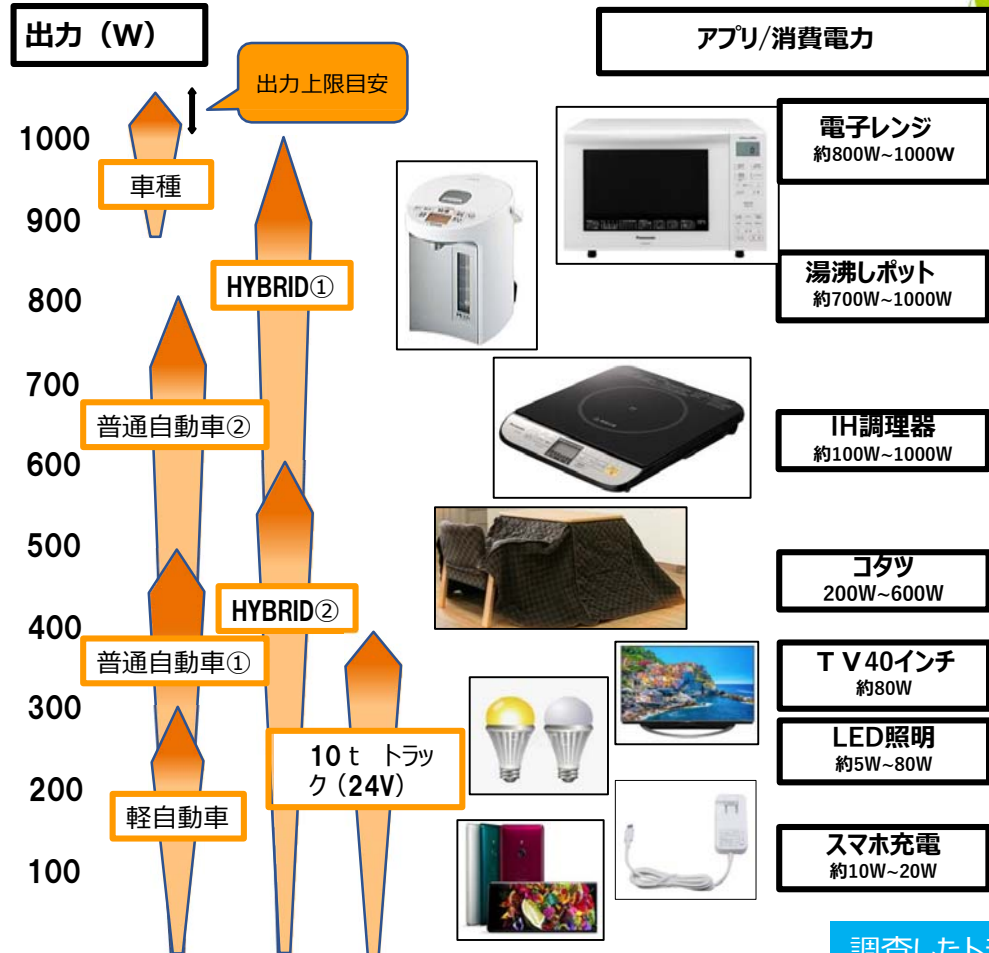 出力（W）
アプリ/消費電力
出力上限目安
1000
900
800
700
600
500
400
300
200
100
車種
HYBRID①
普通自動車②
HYBRID②
普通自動車①
10ｔ トラッ
ク（24V）
軽自動車
電子レンジ
約800W~1000W
湯沸しポット
約700W~1000W
IH調理器
約100W~1000W
コタツ
200W~600W
ＴＶ40インチ
約80W
LED照明
約5W~80W
スマホ充電
約10W~20W
調査したト